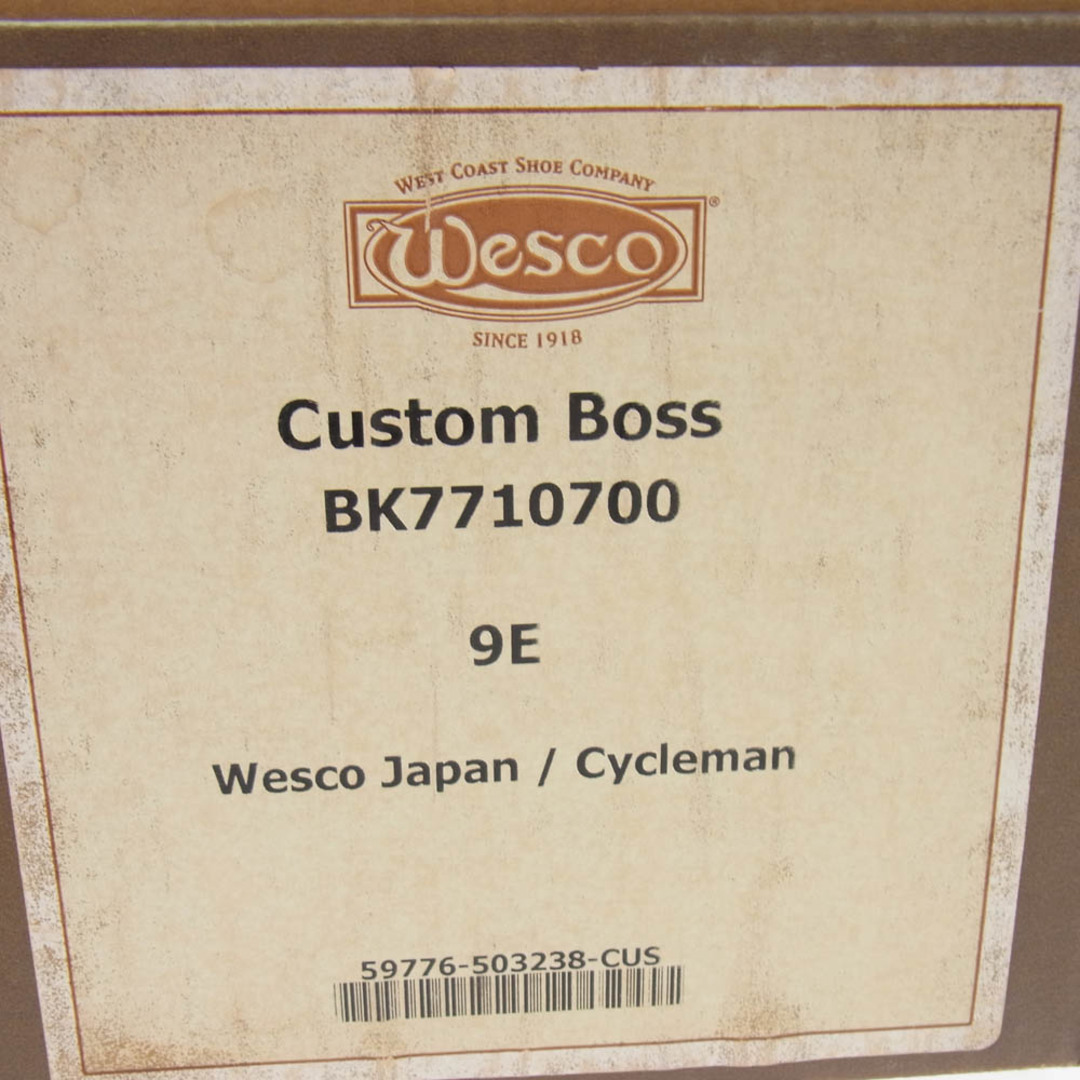 WEST COAST SHOE COMPANY
Wesco®
SINCE 1918
Custom Boss
BK7710700
9E
Wesco Japan / Cycleman
59776-503238-CUS